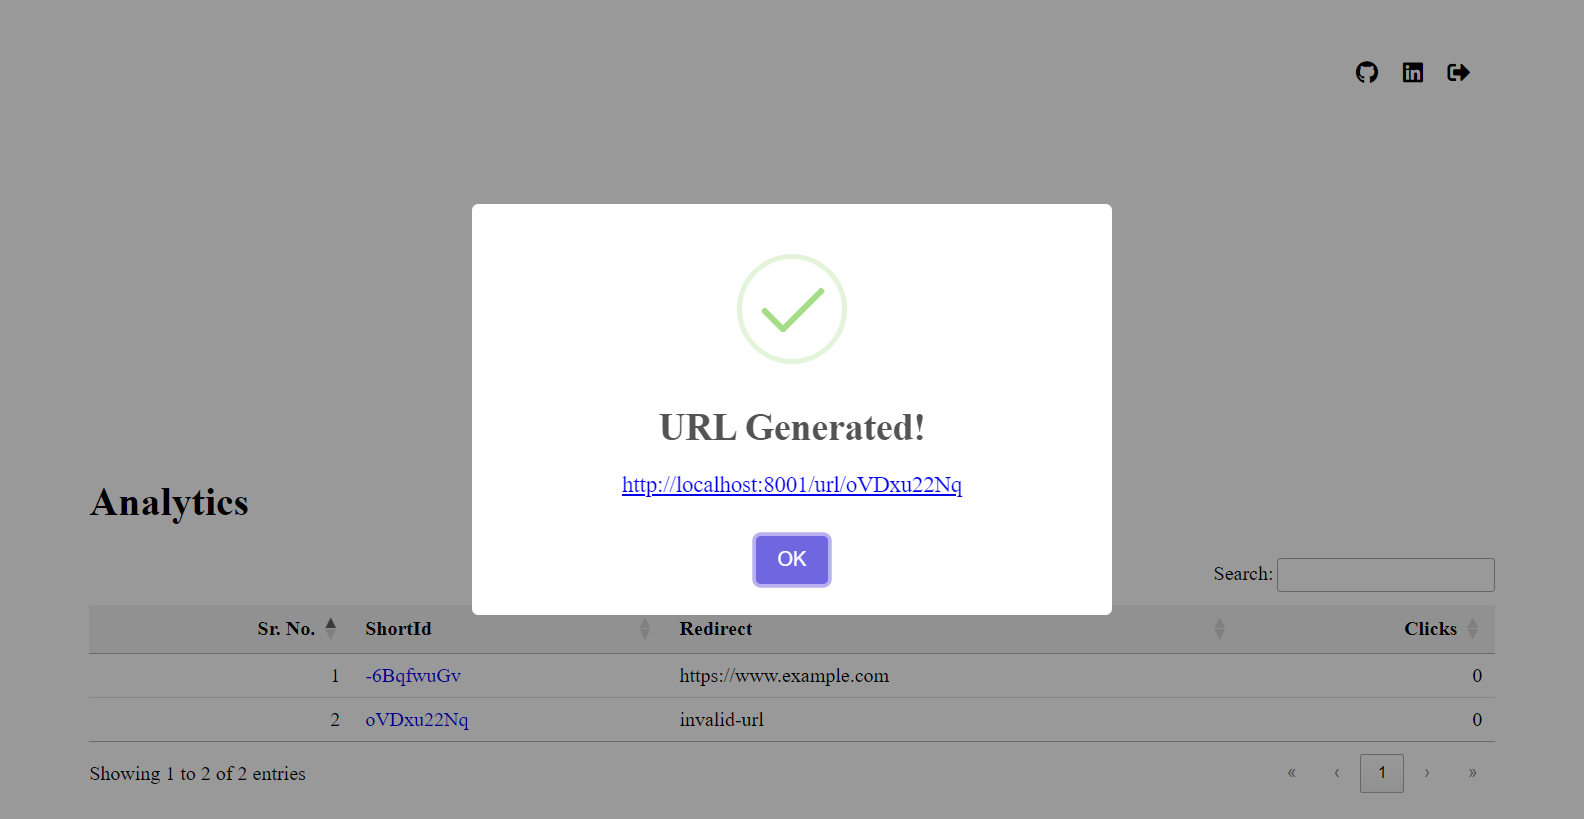 URL Generated!
http://localhost:8001/url/oVDxu22Nq
OK
Analytics
Search:
Sr. No. ShortId Redirect Clicks
1 -6BqfwuGv https://www.example.com 0
2 oVDxu22Nq invalid-url 0
Showing 1 to 2 of 2 entries
« ‹ 1 › »